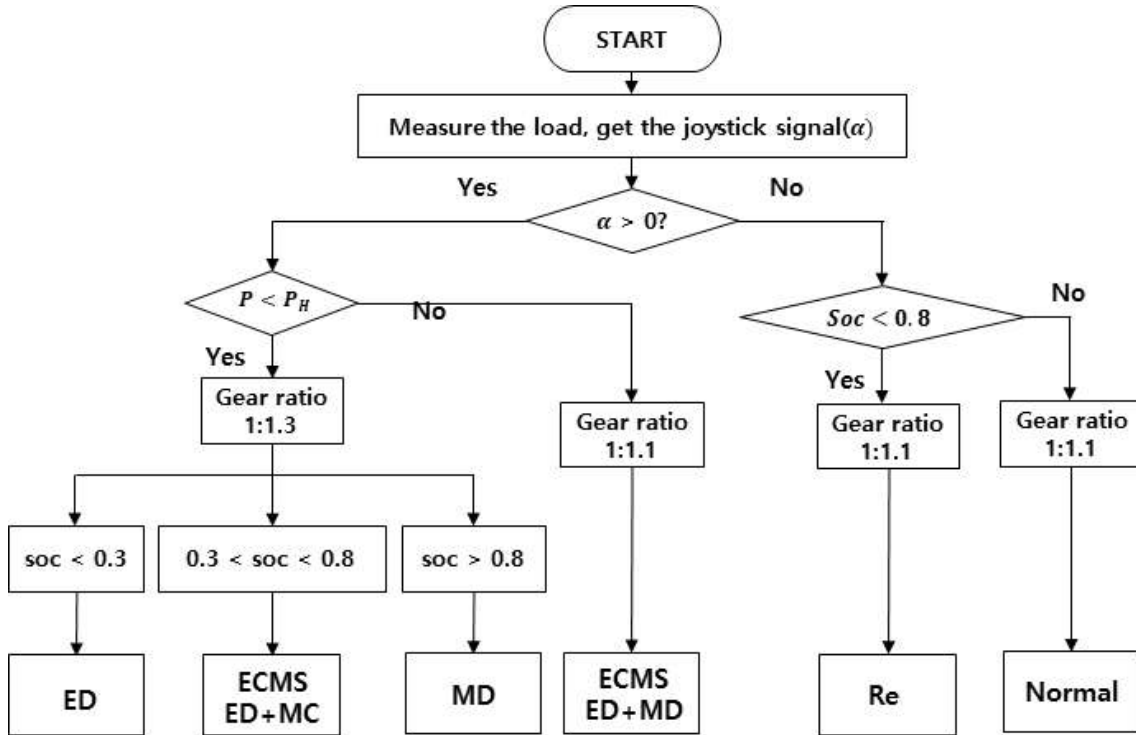 START
Measure the load, get the joystick signal(α)
Yes
No
α > 0?
P < P_H
No
Soc < 0.8
No
Yes
Yes
Gear ratio
1:1.3
Gear ratio
1:1.1
Gear ratio
1:1.1
Gear ratio
1:1.1
soc < 0.3
0.3 < soc < 0.8
soc > 0.8
ED
ECMS
ED+MC
MD
ECMS
ED+MD
Re
Normal